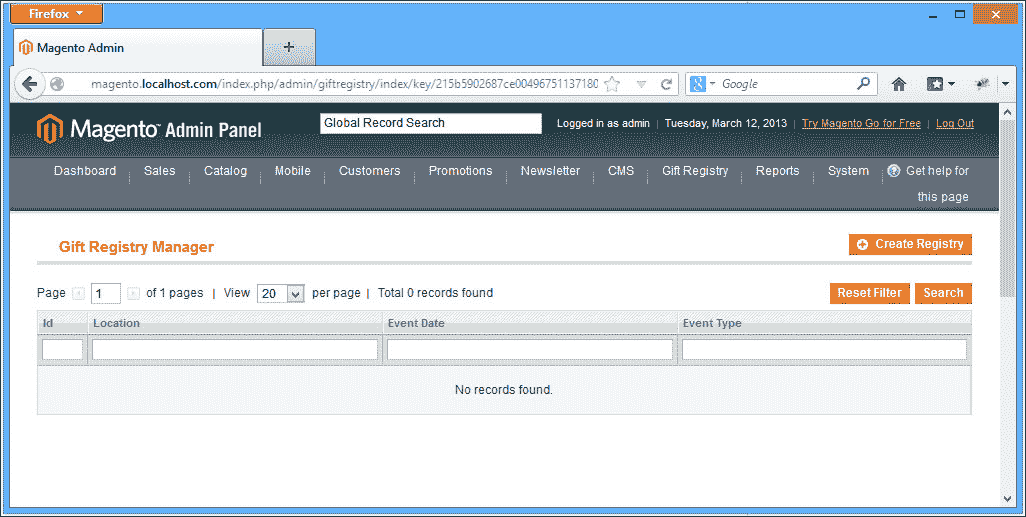 Firefox
Magento Admin
magento.localhost.com/index.php/admin/giftregistry/index/key/215b5902687ce00496751137180
Google
Magento Admin Panel
Global Record Search
Logged in as admin | Tuesday, March 12, 2013 | Try Magento Go for Free | Log Out
Dashboard Sales Catalog Mobile Customers Promotions Newsletter CMS Gift Registry Reports System Get help for this page
Gift Registry Manager
Create Registry
Page 1 of 1 pages | View 20 per page | Total 0 records found
Reset Filter Search
Id Location Event Date Event Type
No records found.